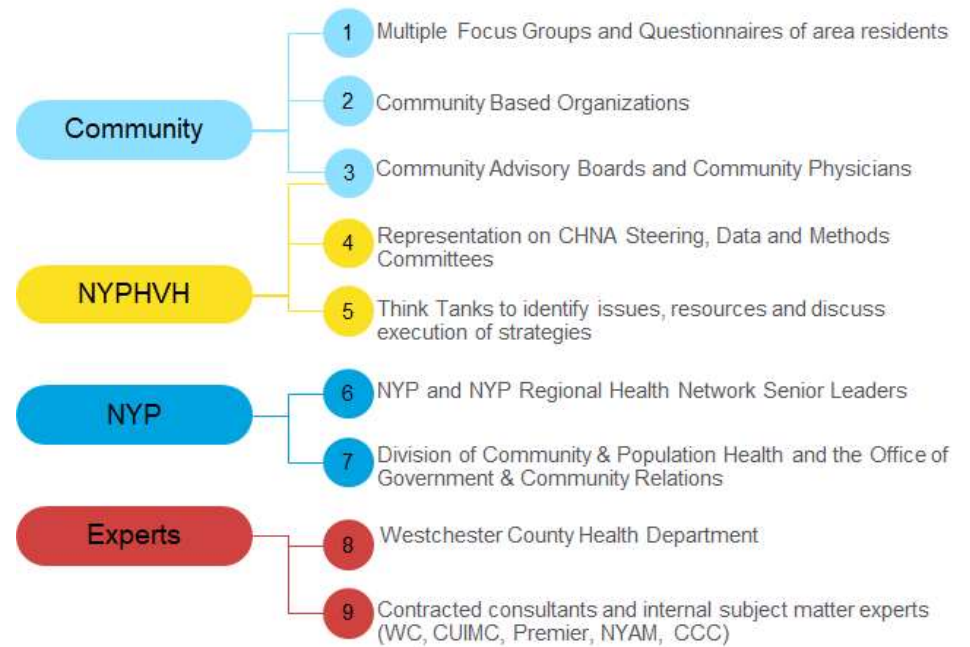 Community
1 Multiple Focus Groups and Questionnaires of area residents
2 Community Based Organizations
3 Community Advisory Boards and Community Physicians
NYPHVH
4 Representation on CHNA Steering, Data and Methods
Committees
5 Think Tanks to identify issues, resources and discuss
execution of strategies
NYP
6 NYP and NYP Regional Health Network Senior Leaders
7 Division of Community & Population Health and the Office of
Government & Community Relations
Experts
8 Westchester County Health Department
9 Contracted consultants and internal subject matter experts
(WC, CUIMC, Premier, NYAM, CCC)